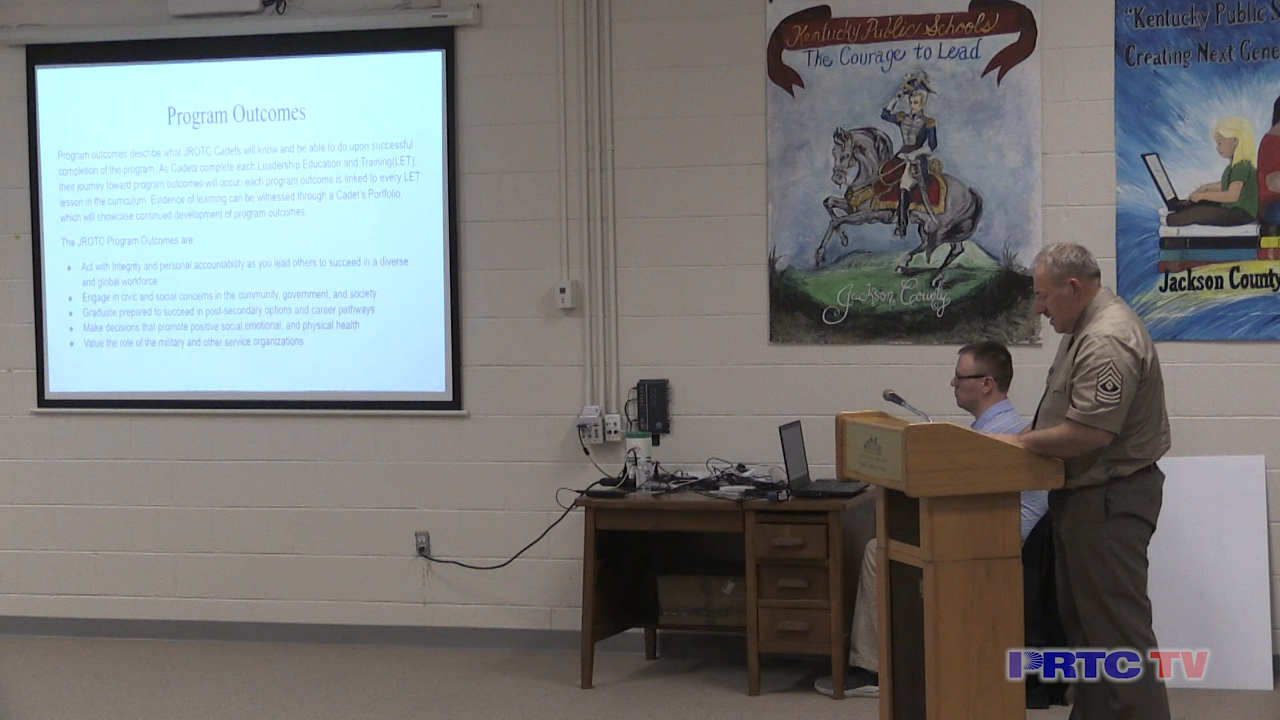 Program Outcomes
Program outcomes describe what JROTC Cadets will know and be able to do upon successful
completion of the program. As Cadets complete each Leadership Education and Training(LET),
their journey toward program outcomes will occur, each program outcome is linked to every LET
lesson in the curriculum. Evidence of learning can be witnessed through a Cadet's Portfolio,
which will showcase continued development of program outcomes.
The JROTC Program Outcomes are:
Act with Integrity and personal accountability as you lead others to succeed in a diverse
and global workforce
Engage in civic and social concerns in the community, government, and society
Graduate prepared to succeed in post-secondary options and career pathways
Make decisions that promote positive social, emotional, and physical health
Value the role of the military and other service organizations
Kentucky Public Schools
The Courage to Lead
Jackson County
"Kentucky Public
Creating Next Gene
Jackson County
PRTC TV